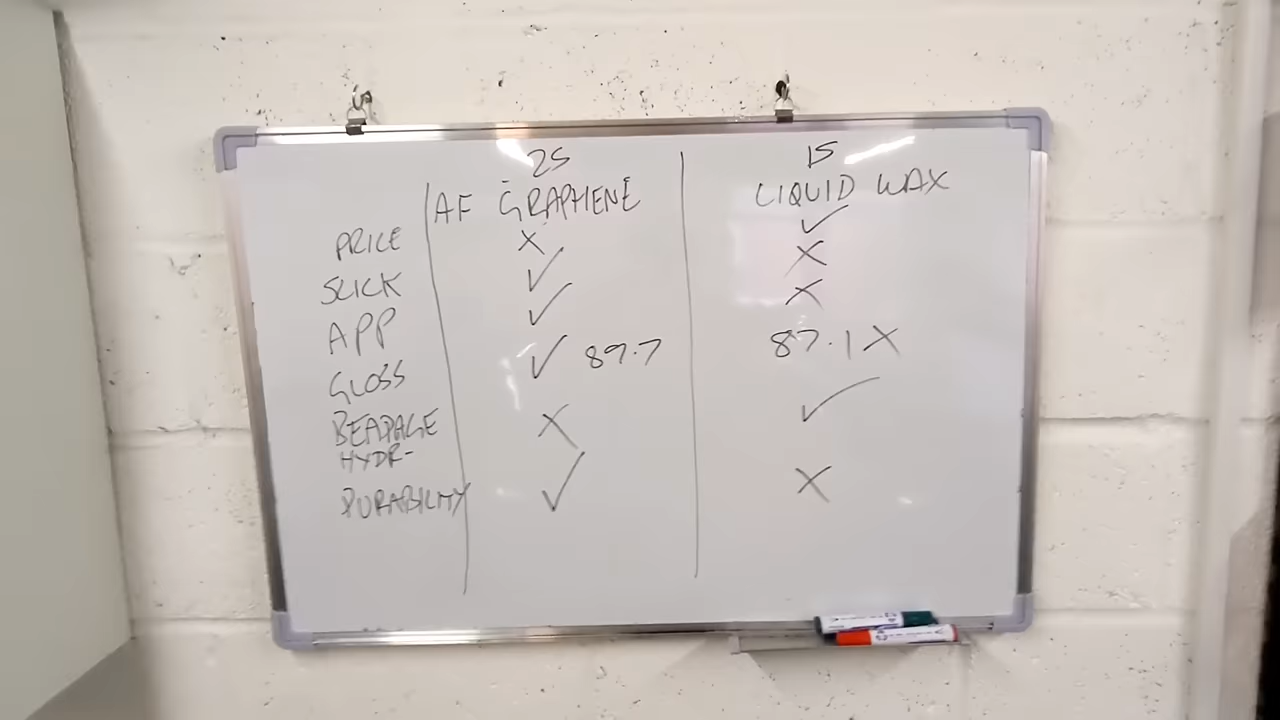 25 15
AF GRAPHENE LIQUID WAX
PRICE X ✓
SLICK ✓ X
APP ✓ X
GLOSS ✓ 89.7 87.1 X
BEADAGE X ✓
HYDR-
DURABILITY ✓ X